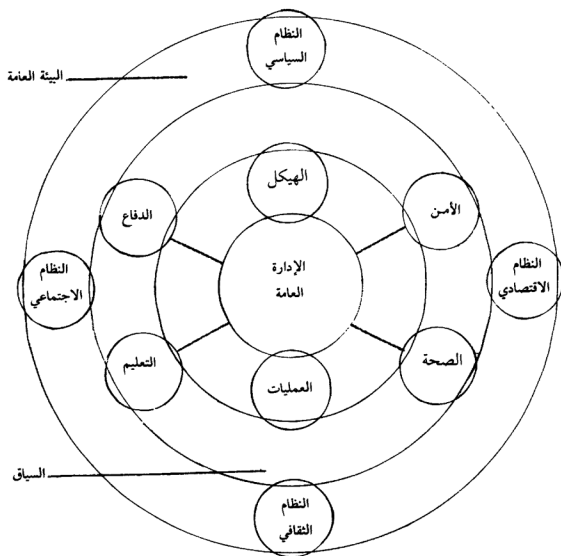 النظام
السياسي
البيئة العامة
الهيكل
الأمن
الدفاع
الإدارة
العامة
النظام
الاقتصادي
النظام
الاجتماعي
الصحة
التعليم
العمليات
السياق
النظام
الثقافي